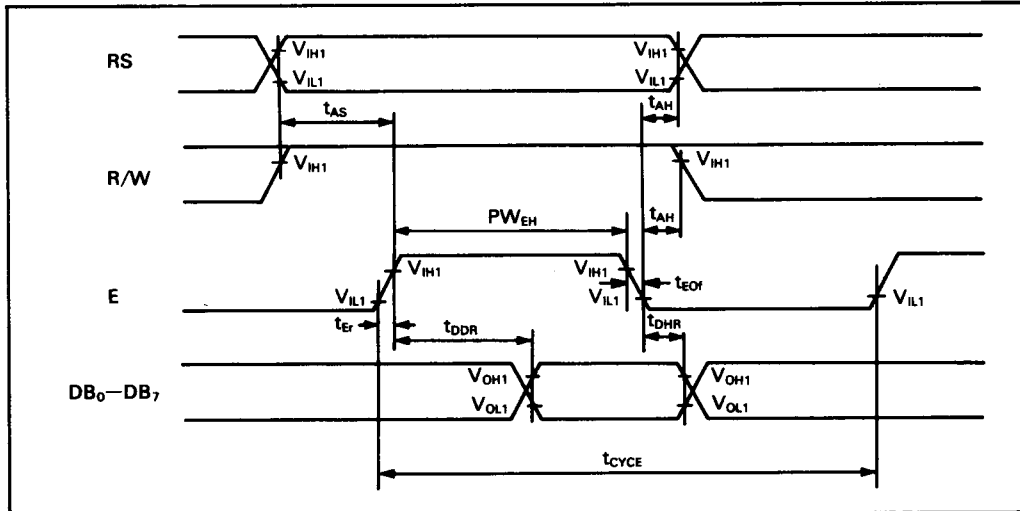 RS
V_IH1 V_IH1
V_IL1 V_IL1
t_AS t_AH
R/W
V_IH1 V_IH1
PW_EH t_AH
E
V_IH1 V_IH1
t_EOf
V_IL1 V_IL1 V_IL1
t_Er t_DDR t_DHR
DB₀—DB₇
V_OH1 V_OH1
V_OL1 V_OL1
t_CYCE